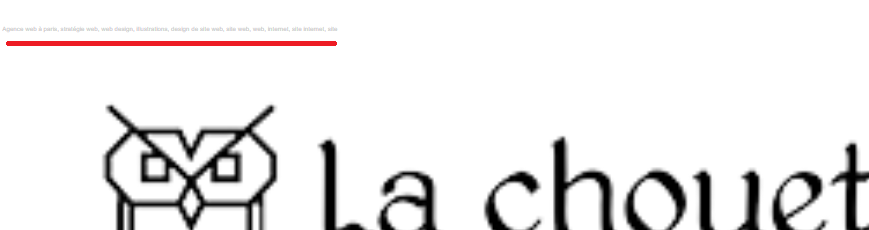 Agence web à paris, stratégie web, web design, illustrations, design de site web, site web, web, internet, site internet, site
La chouet